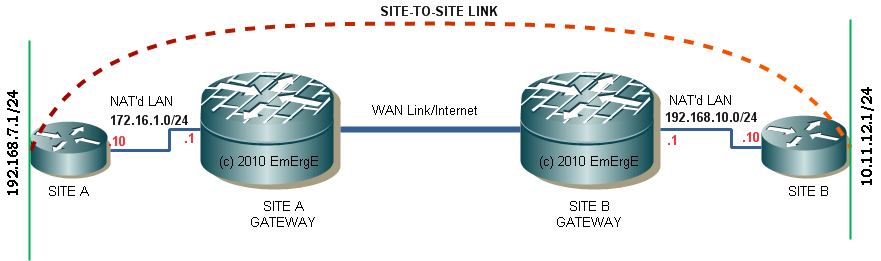 SITE-TO-SITE LINK
192.168.7.1/24
NAT'd LAN
172.16.1.0/24
.10
.1
SITE A
(c) 2010 EmErgE
SITE A
GATEWAY
WAN Link/Internet
(c) 2010 EmErgE
SITE B
GATEWAY
NAT'd LAN
192.168.10.0/24
.1
.10
SITE B
10.11.12.1/24